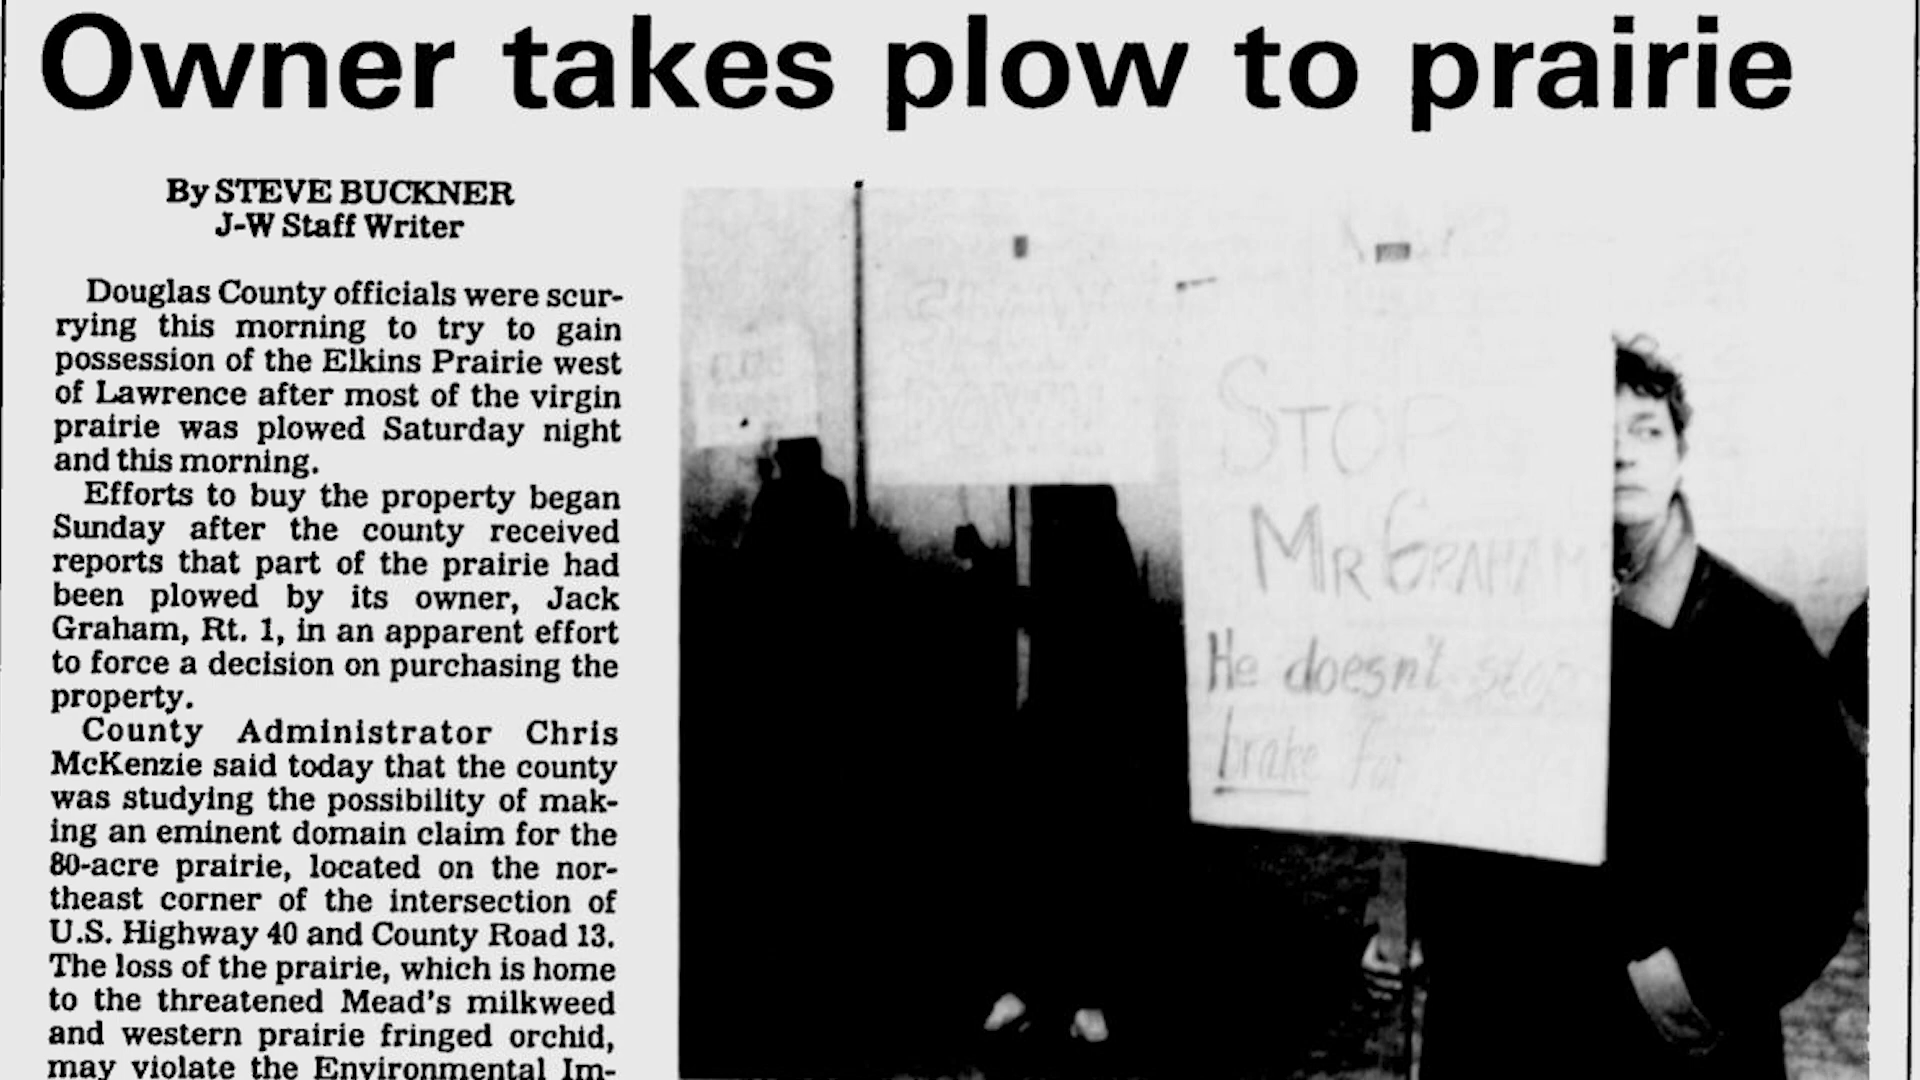 Owner takes plow to prairie
By STEVE BUCKNER
J-W Staff Writer
Douglas County officials were scur-
rying this morning to try to gain
possession of the Elkins Prairie west
of Lawrence after most of the virgin
prairie was plowed Saturday night
and this morning.
Efforts to buy the property began
Sunday after the county received
reports that part of the prairie had
been plowed by its owner, Jack
Graham, Rt. 1, in an apparent effort
to force a decision on purchasing the
property.
County Administrator Chris
McKenzie said today that the county
was studying the possibility of mak-
ing an eminent domain claim for the
80-acre prairie, located on the nor-
theast corner of the intersection of
U.S. Highway 40 and County Road 13.
The loss of the prairie, which is home
to the threatened Mead's milkweed
and western prairie fringed orchid,
may violate the Environmental Im-
STOP
MR GRAHAM
He doesn't stop
brake for